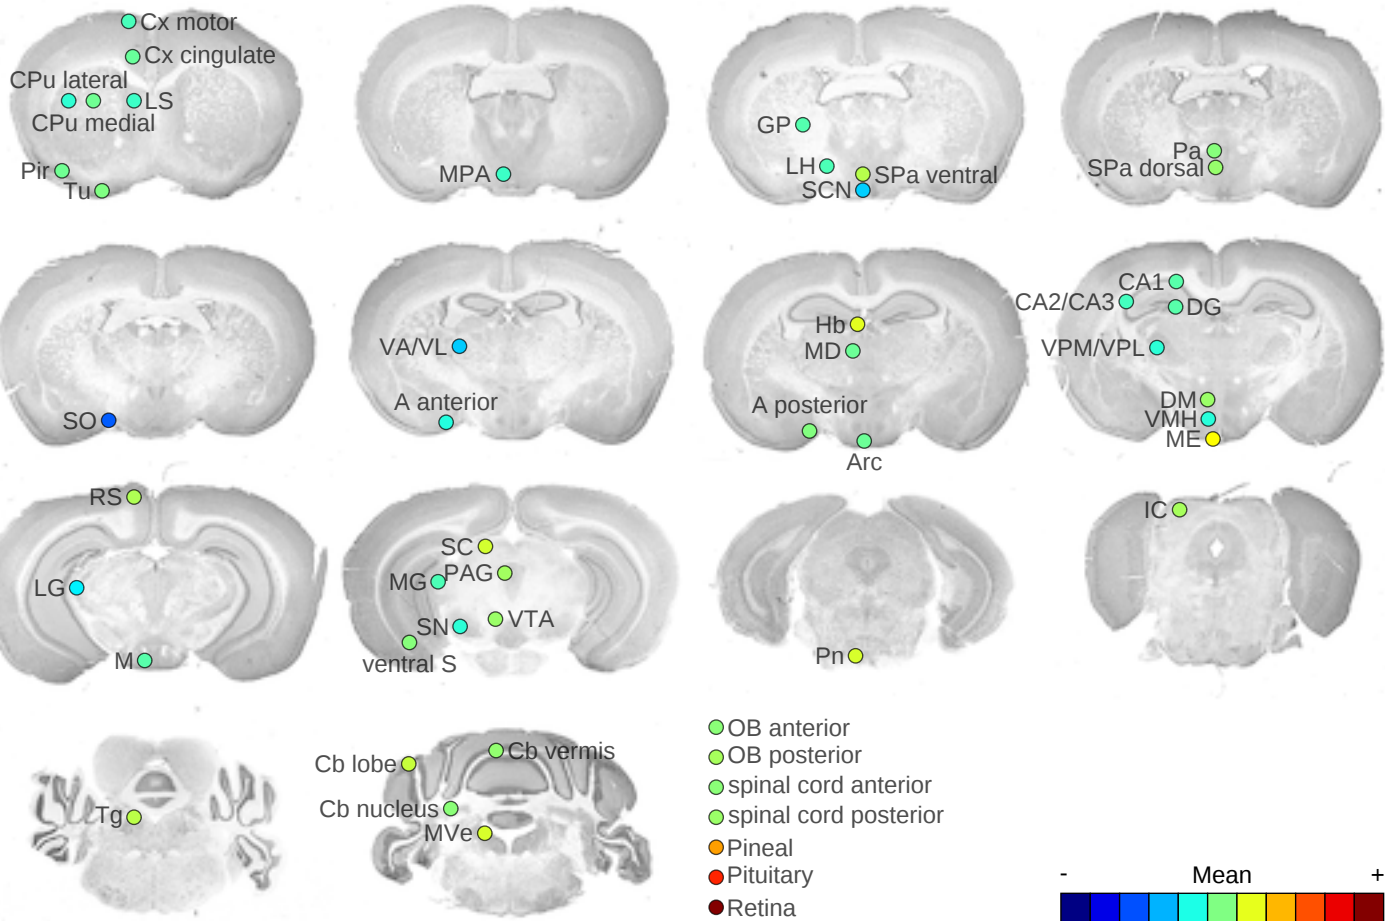 Cx motor
Cx cingulate
CPu lateral
LS
CPu medial
Pir
Tu
MPA
GP
LH
SPa ventral
SCN
Pa
SPa dorsal
SO
VA/VL
A anterior
Hb
MD
A posterior
Arc
CA1
CA2/CA3
DG
VPM/VPL
DM
VMH
ME
RS
LG
M
SC
MG
PAG
SN
VTA
ventral S
Pn
IC
Tg
Cb lobe
Cb vermis
Cb nucleus
MVe
OB anterior
OB posterior
spinal cord anterior
spinal cord posterior
Pineal
Pituitary
Retina
- Mean +